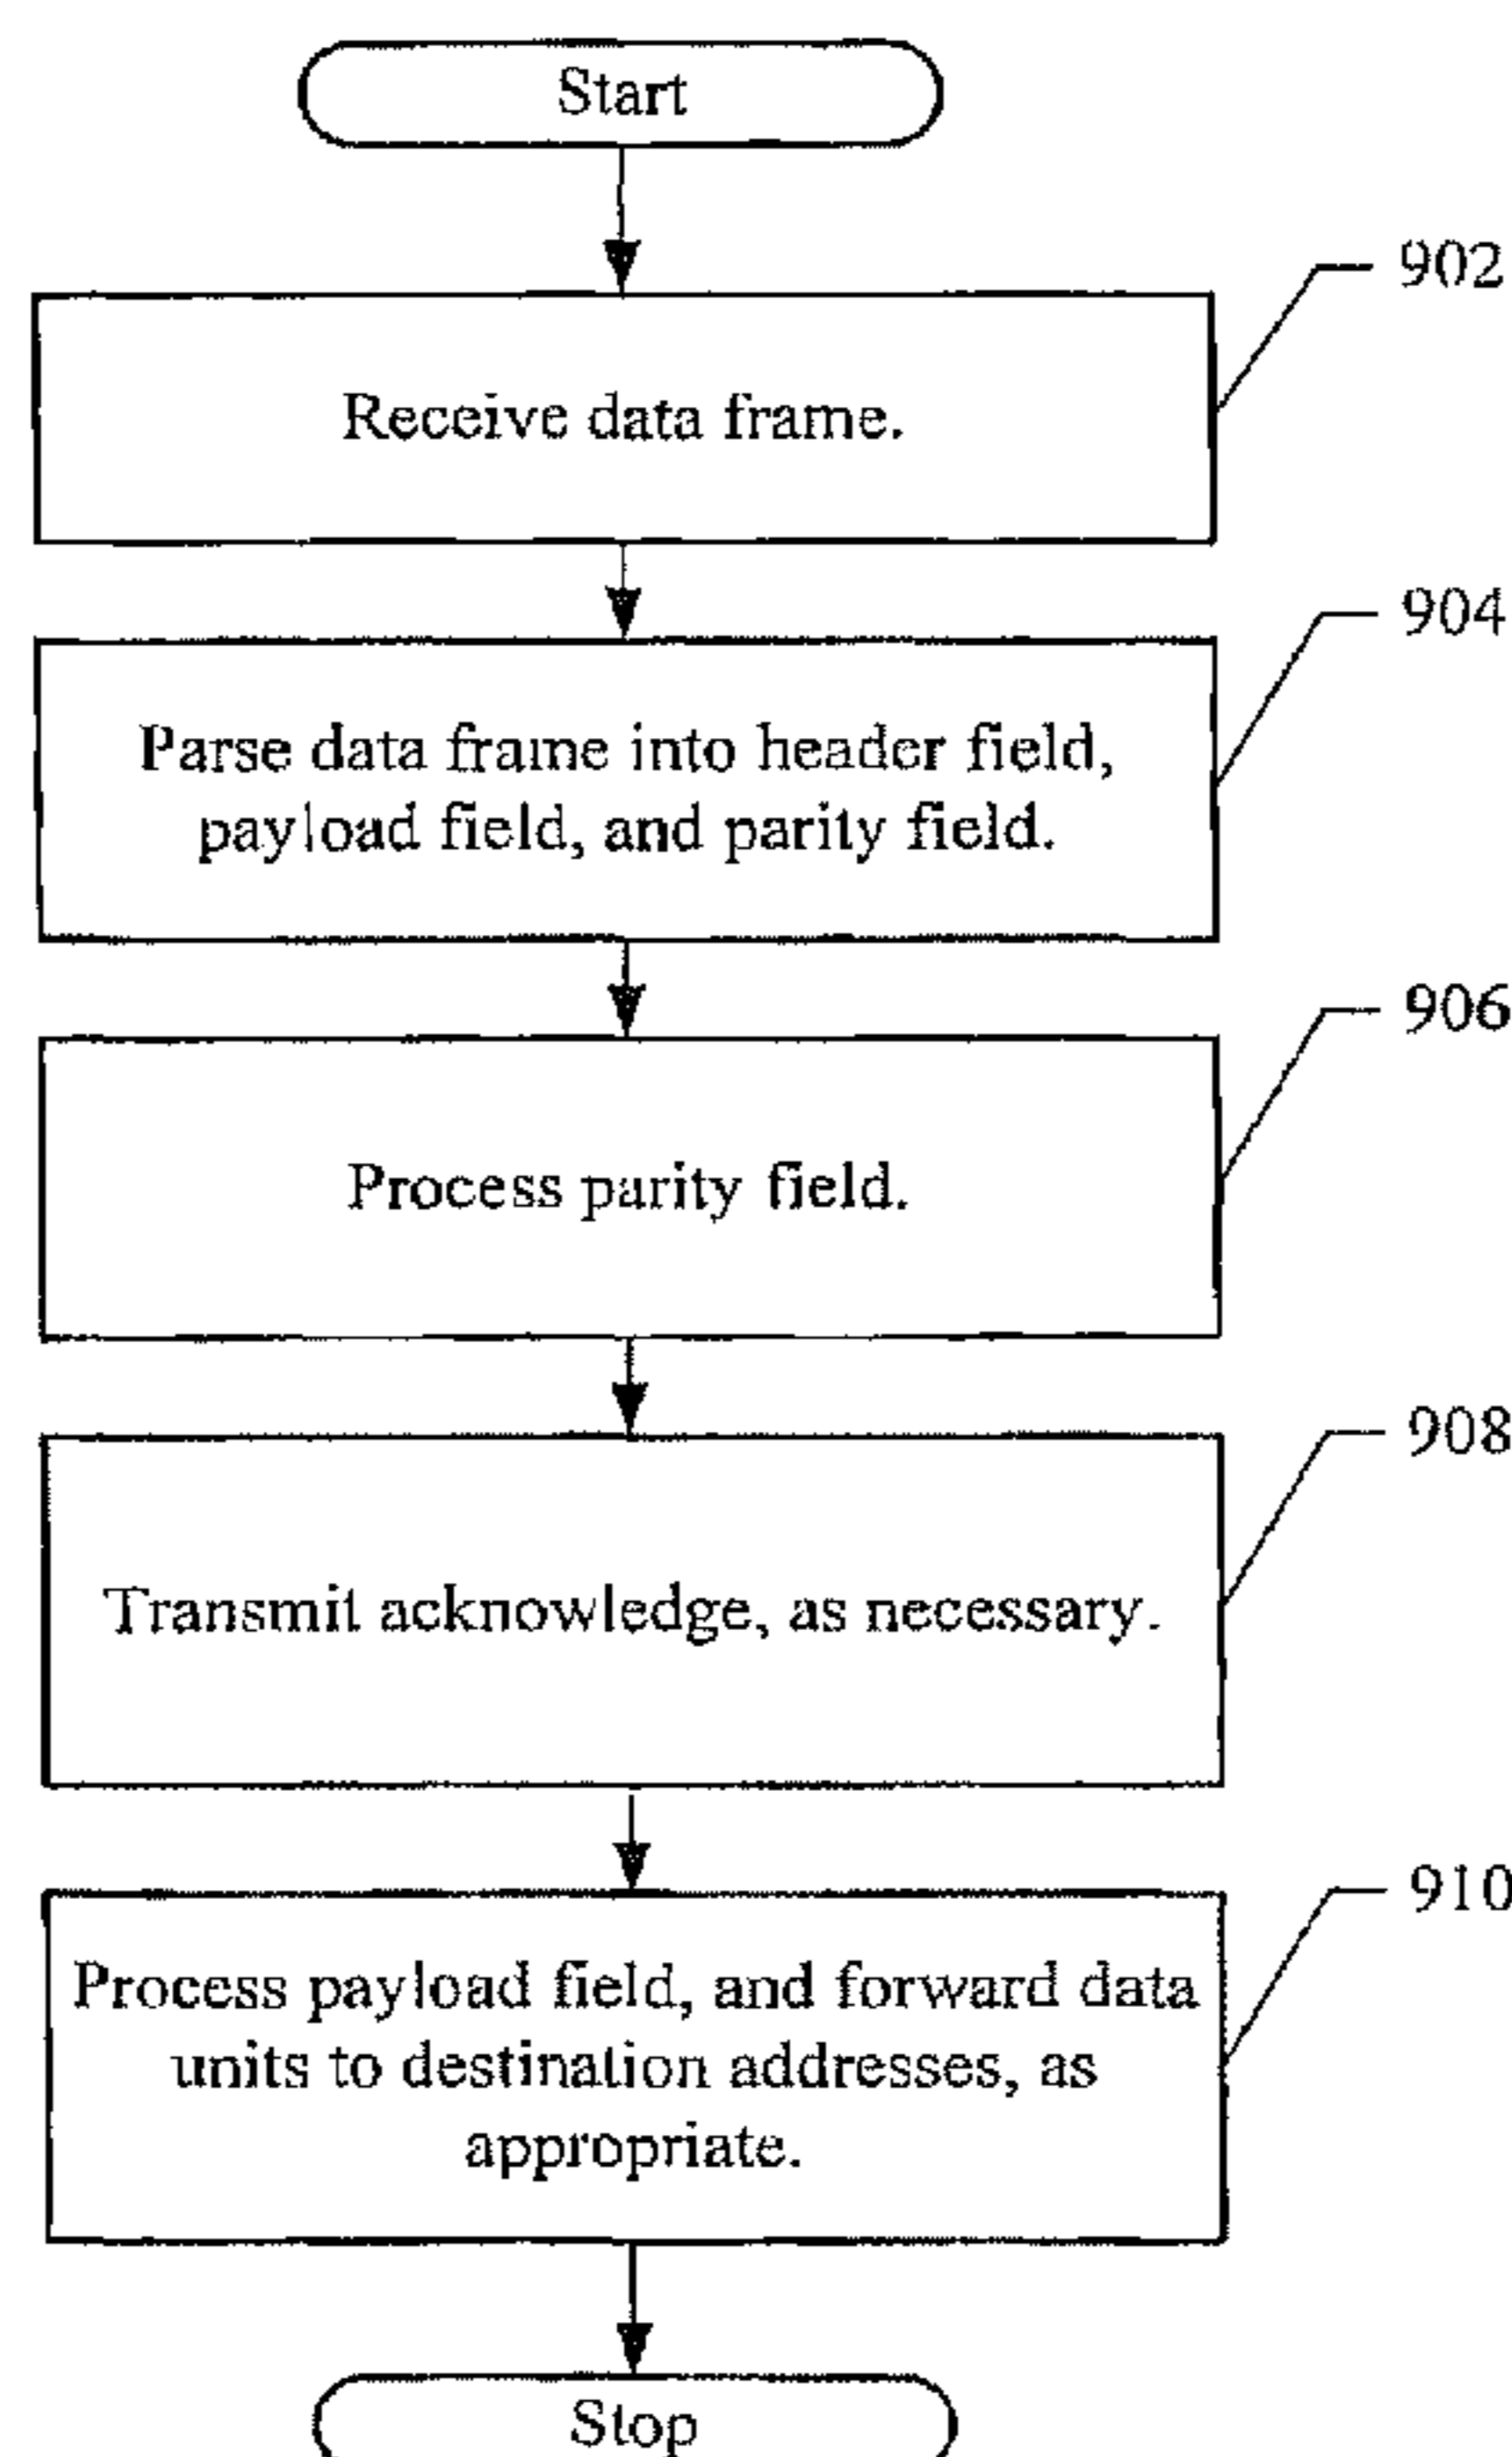 Start
902
Receive data frame.
904
Parse data frame into header field,
payload field, and parity field.
906
Process parity field.
908
Transmit acknowledge, as necessary.
910
Process payload field, and forward data
units to destination addresses, as
appropriate.
Stop